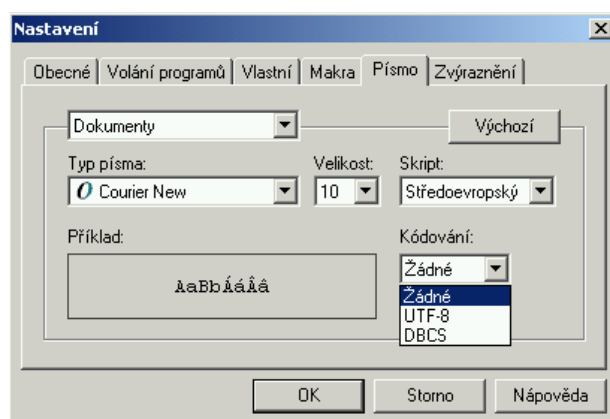 Nastavení
Obecné Volání programů Vlastní Makra Písmo Zvýraznění
Dokumenty Výchozí
Typ písma: Velikost: Skript:
Courier New 10 Středoevropský
Příklad: Kódování:
Žádné
AaBbÁáÂâ
Žádné
UTF-8
DBCS
OK Storno Nápověda